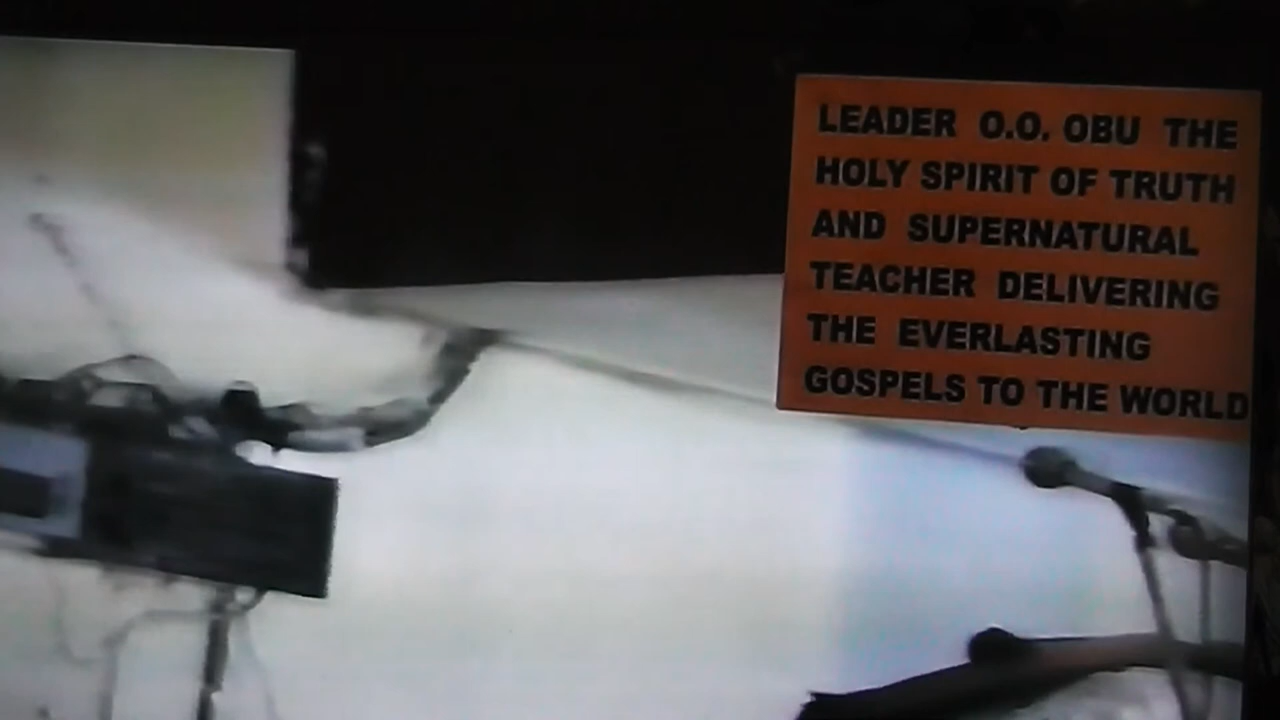 LEADER O.O. OBU THE
HOLY SPIRIT OF TRUTH
AND SUPERNATURAL
TEACHER DELIVERING
THE EVERLASTING
GOSPELS TO THE WORLD